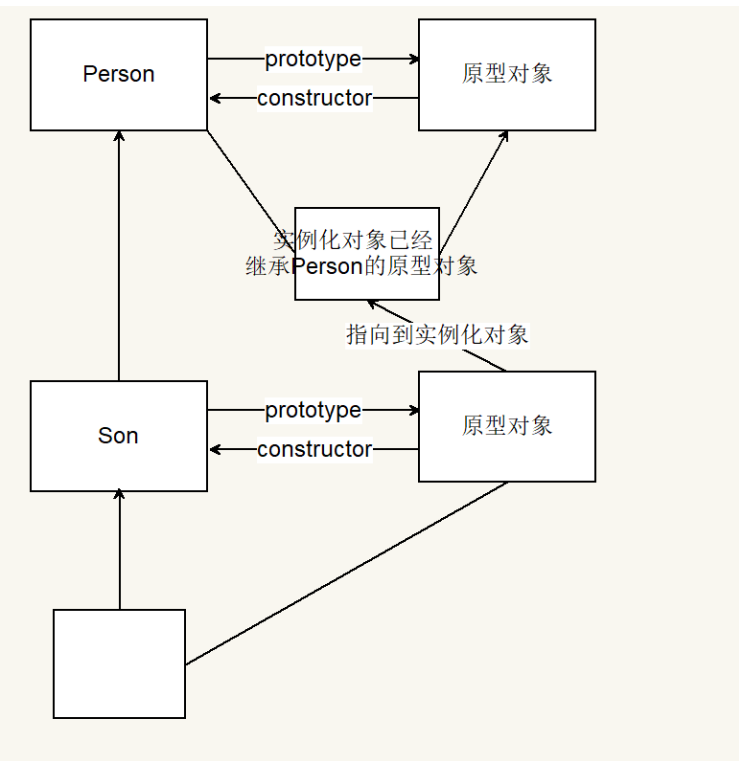 Person
prototype
constructor
原型对象
实例化对象已经
继承Person的原型对象
指向到实例化对象
Son
prototype
constructor
原型对象